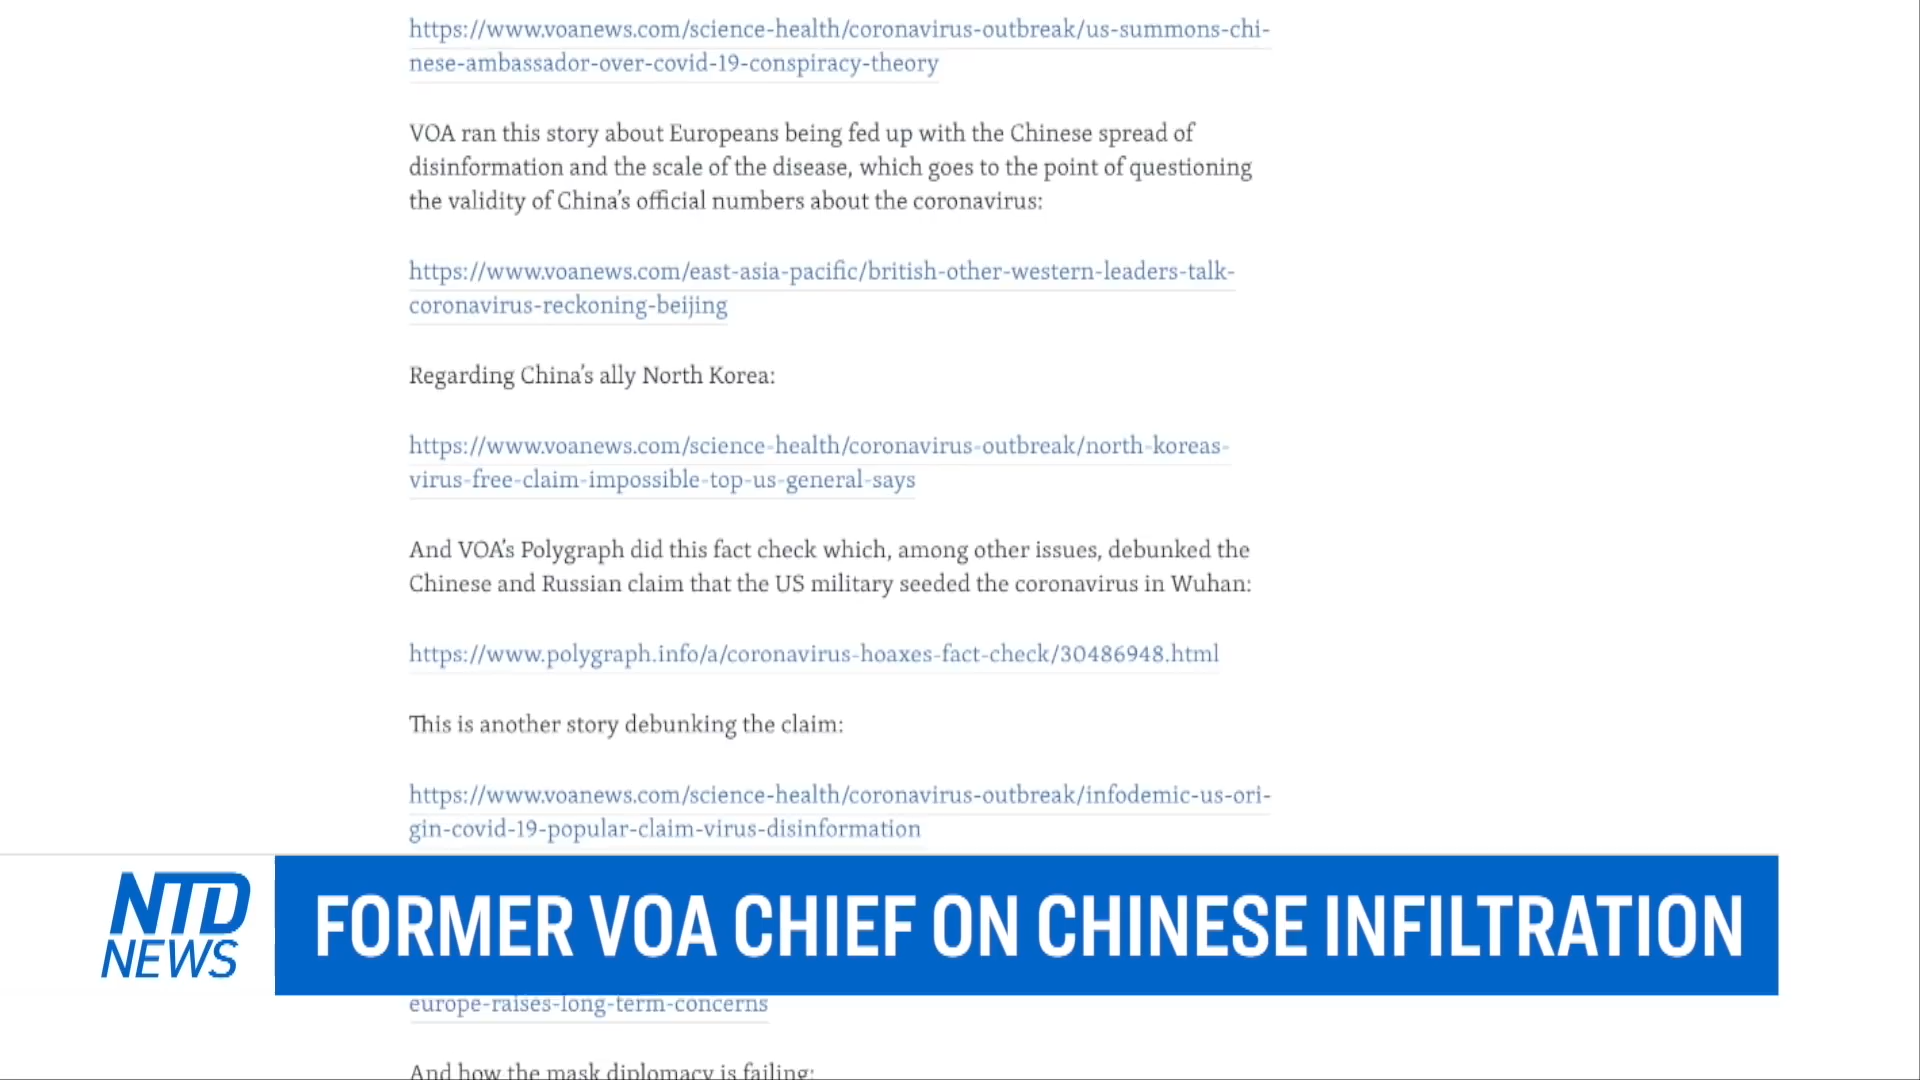 https://www.voanews.com/science-health/coronavirus-outbreak/us-summons-chi-
nese-ambassador-over-covid-19-conspiracy-theory
VOA ran this story about Europeans being fed up with the Chinese spread of
disinformation and the scale of the disease, which goes to the point of questioning
the validity of China's official numbers about the coronavirus:
https://www.voanews.com/east-asia-pacific/british-other-western-leaders-talk-
coronavirus-reckoning-beijing
Regarding China's ally North Korea:
https://www.voanews.com/science-health/coronavirus-outbreak/north-koreas-
virus-free-claim-impossible-top-us-general-says
And VOA's Polygraph did this fact check which, among other issues, debunked the
Chinese and Russian claim that the US military seeded the coronavirus in Wuhan:
https://www.polygraph.info/a/coronavirus-hoaxes-fact-check/30486948.html
This is another story debunking the claim:
https://www.voanews.com/science-health/coronavirus-outbreak/infodemic-us-ori-
gin-covid-19-popular-claim-virus-disinformation
NTD
NEWS
FORMER VOA CHIEF ON CHINESE INFILTRATION
europe-raises-long-term-concerns
And how the mask diplomacy is failing: